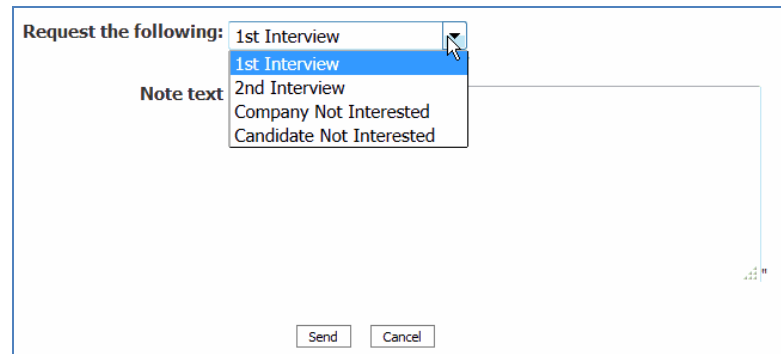 Request the following: 1st Interview
1st Interview
Note text 2nd Interview
Company Not Interested
Candidate Not Interested
"
Send Cancel